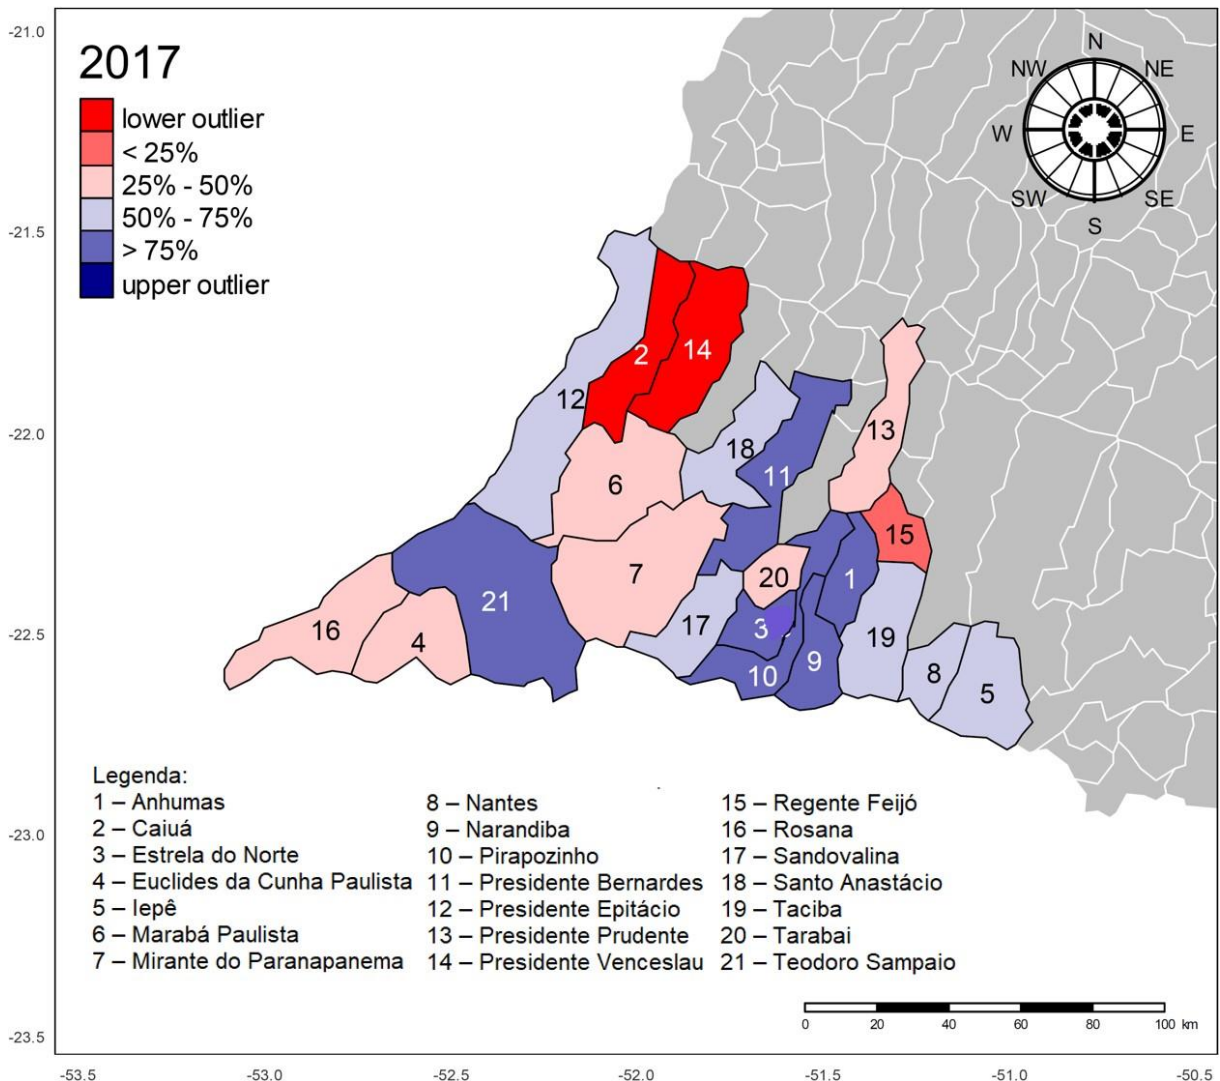 -21.0
-21.5
-22.0
-22.5
-23.0
-23.5
2017
lower outlier
< 25%
25% - 50%
50% - 75%
> 75%
upper outlier
N
NW NE
W E
SW SE
S
2
14
12
13
18
11
6
15
7
20
1
21
16
4
17
3
19
9
10
8
5
Legenda:
1 – Anhumas
2 – Caiuá
3 – Estrela do Norte
4 – Euclides da Cunha Paulista
5 – Iepê
6 – Marabá Paulista
7 – Mirante do Paranapanema
8 – Nantes
9 – Narandiba
10 – Pirapozinho
11 – Presidente Bernardes
12 – Presidente Epitácio
13 – Presidente Prudente
14 – Presidente Venceslau
15 – Regente Feijó
16 – Rosana
17 – Sandovalina
18 – Santo Anastácio
19 – Taciba
20 – Tarabai
21 – Teodoro Sampaio
0 20 40 60 80 100 km
-53.5 -53.0 -52.5 -52.0 -51.5 -51.0 -50.5